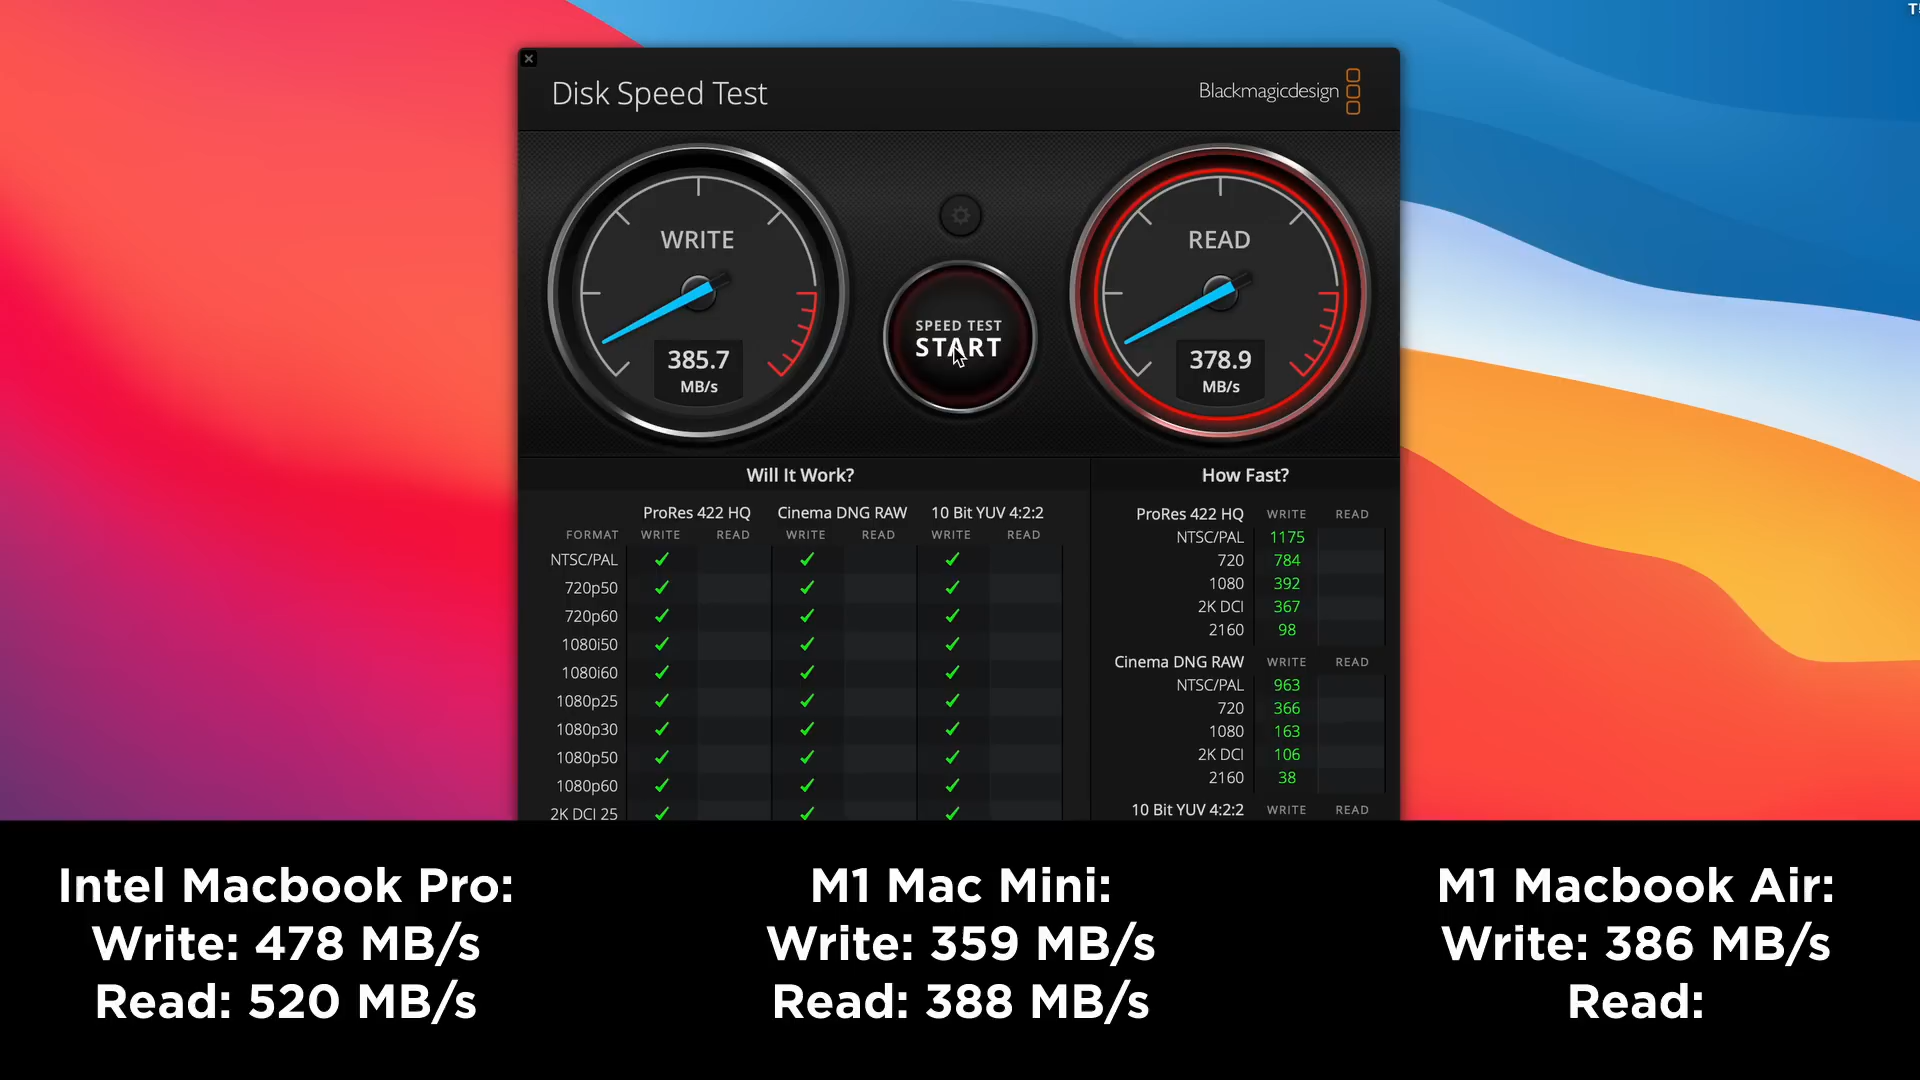 Disk Speed Test
Blackmagicdesign
WRITE
385.7
MB/s
SPEED TEST
START
READ
378.9
MB/s
Will It Work?
ProRes 422 HQ Cinema DNG RAW 10 Bit YUV 4:2:2
FORMAT WRITE READ WRITE READ WRITE READ
NTSC/PAL ✓ ✓ ✓
720p50 ✓ ✓ ✓
720p60 ✓ ✓ ✓
1080i50 ✓ ✓ ✓
1080i60 ✓ ✓ ✓
1080p25 ✓ ✓ ✓
1080p30 ✓ ✓ ✓
1080p50 ✓ ✓ ✓
1080p60 ✓ ✓ ✓
2K DCI 25 ✓ ✓ ✓
How Fast?
ProRes 422 HQ WRITE READ
NTSC/PAL 1175
720 784
1080 392
2K DCI 367
2160 98
Cinema DNG RAW WRITE READ
NTSC/PAL 963
720 366
1080 163
2K DCI 106
2160 38
10 Bit YUV 4:2:2 WRITE READ
Intel Macbook Pro:
Write: 478 MB/s
Read: 520 MB/s
M1 Mac Mini:
Write: 359 MB/s
Read: 388 MB/s
M1 Macbook Air:
Write: 386 MB/s
Read: